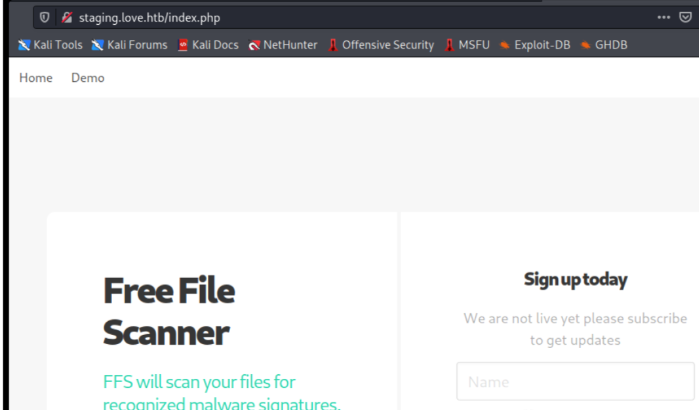 staging.love.htb/index.php
Kali Tools Kali Forums Kali Docs NetHunter Offensive Security MSFU Exploit-DB GHDB
Home Demo
Free File
Scanner
FFS will scan your files for
recognized malware signatures.
Sign up today
We are not live yet please subscribe
to get updates
Name